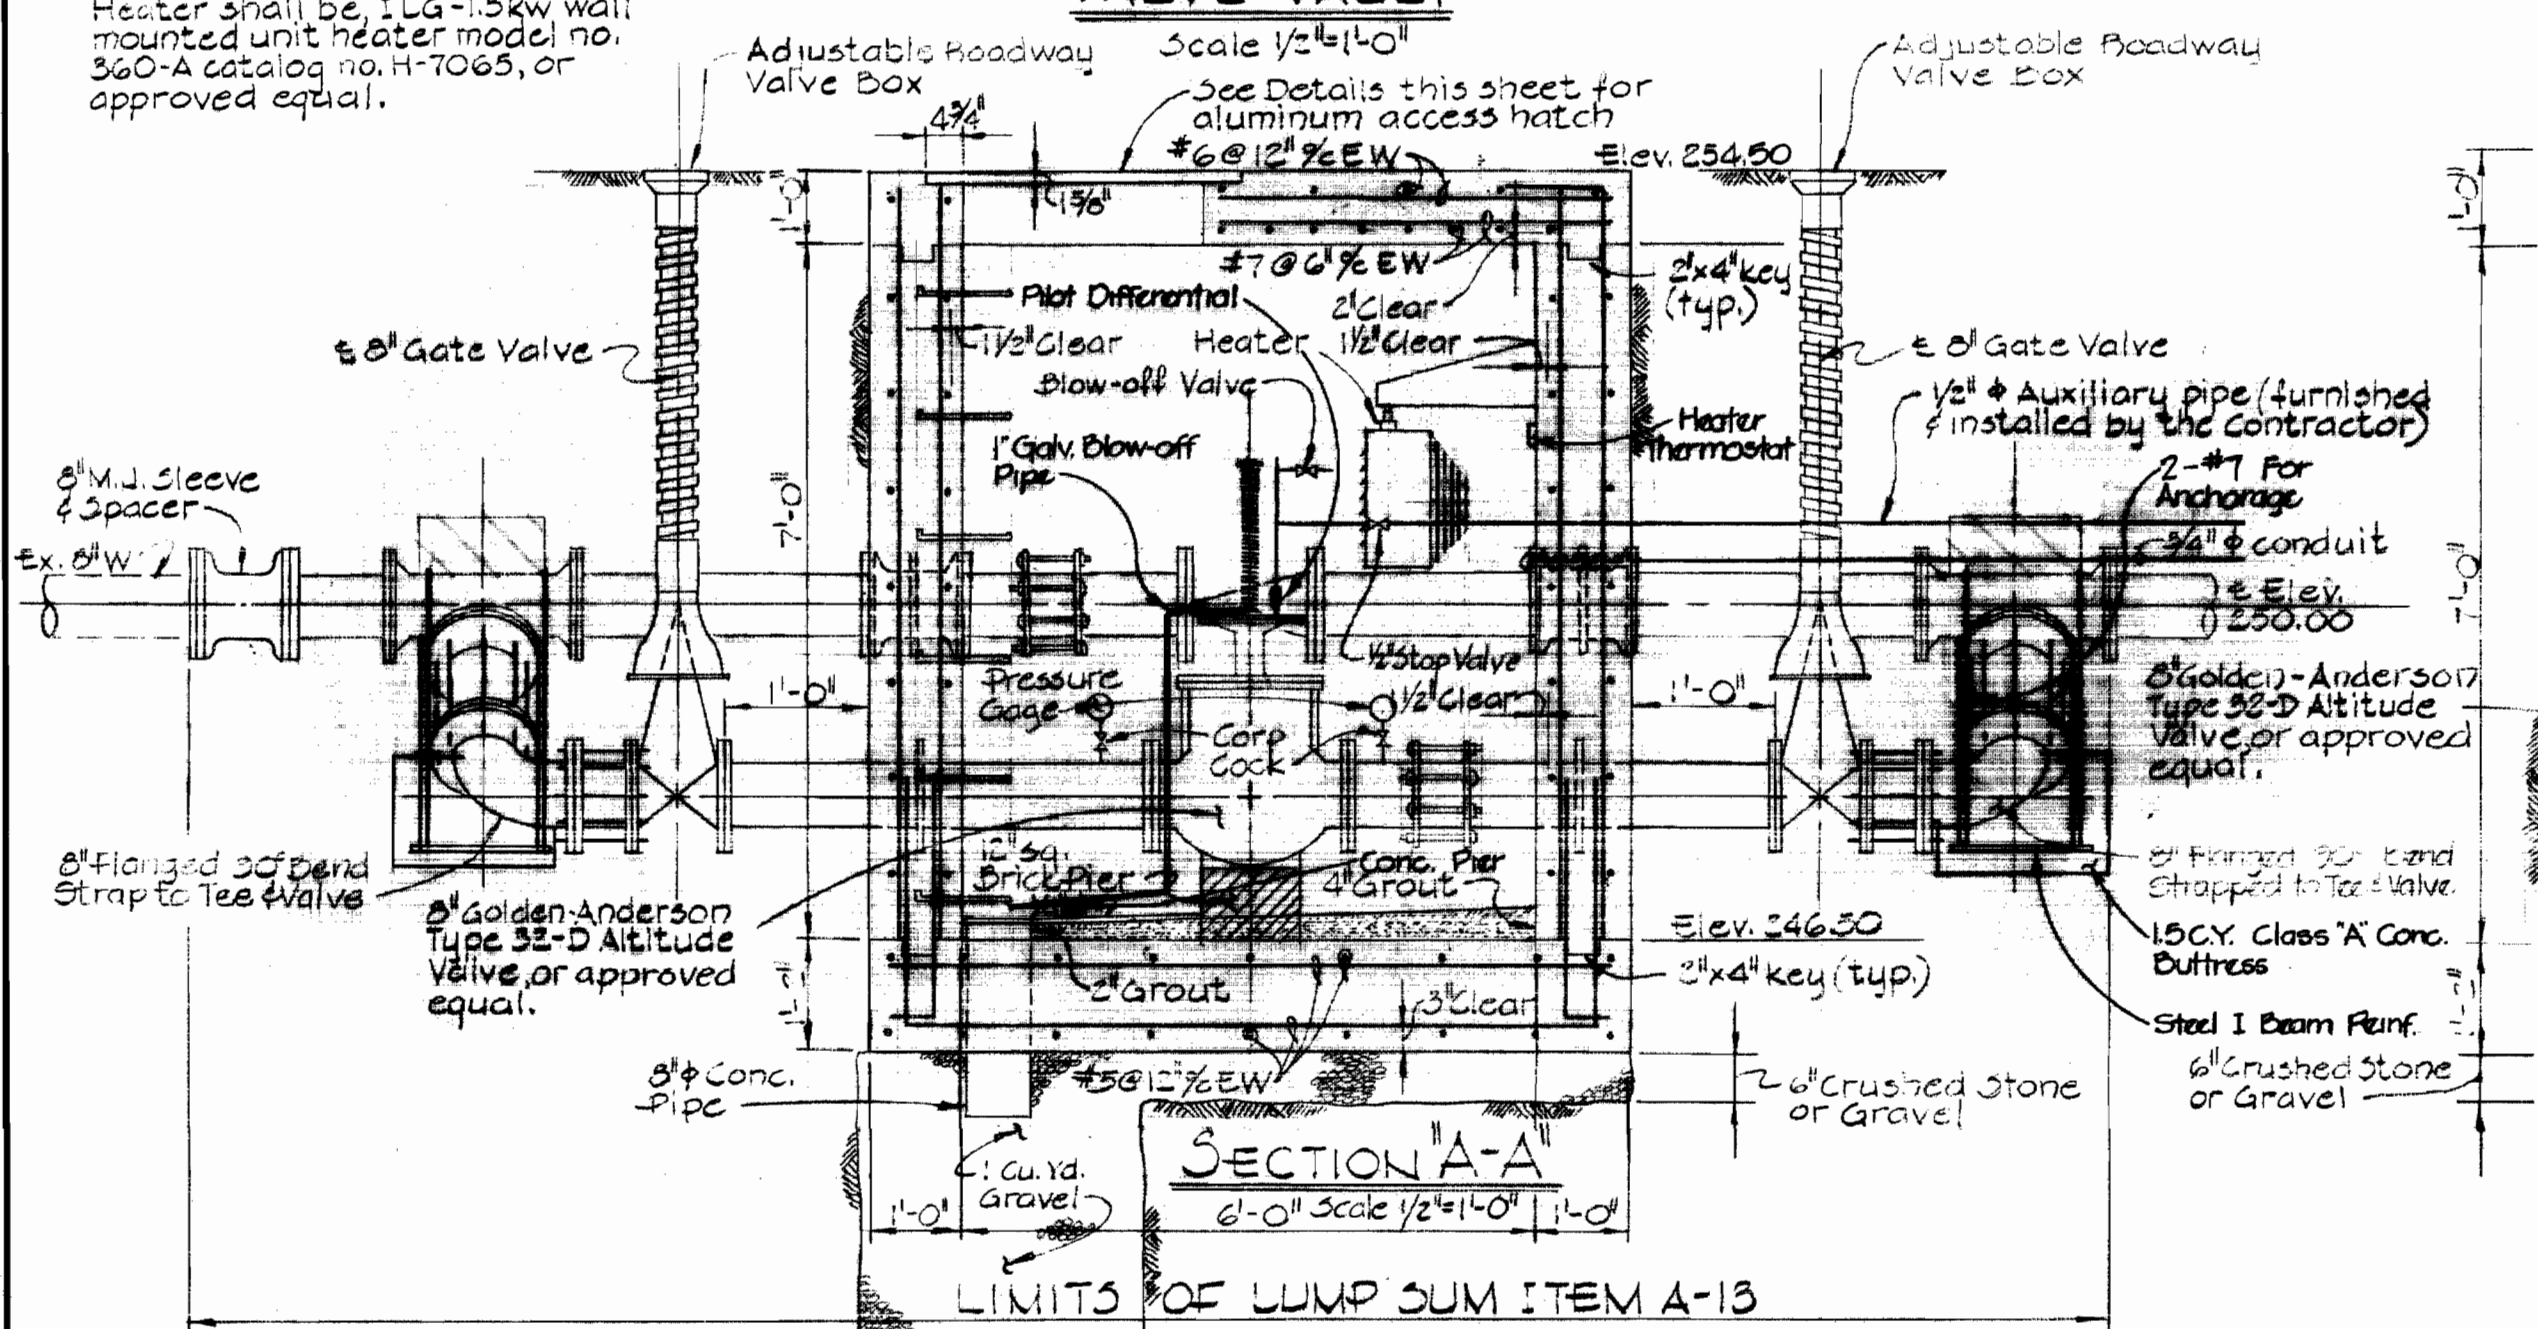 Heater shall be, ILG-1.5kw wall
mounted unit heater model no.
360-A catalog no. H-7065, or
approved equal.
VALVE VAULT
Scale 1/2"=1'-0"
Adjustable Roadway
Valve Box
See Details this sheet for
aluminum access hatch
Adjustable Roadway
Valve Box
4¾"
#6@12" %c EW
Elev. 254.50
1'-0"
1⅝"
1'-0"
#7@6" %c EW
2"x4" key
(typ.)
Pilot Differential
2" Clear
1½" Clear
Heater
1½" Clear
℄ 8" Gate Valve
℄ 8" Gate Valve
Blow-off Valve
1/2" ϕ Auxiliary pipe (furnished
& installed by the contractor)
Heater
Thermostat
1" Galv. Blow-off
Pipe
2-#7 For
Anchorage
8" M.J. Sleeve
& Spacer
7'-0"
¾" ϕ conduit
Ex. 8" W
7'-0"
℄ Elev.
250.00
½" Stop Valve
Pressure
Gage
1'-0"
1½" Clear
1'-0"
8" Golden-Anderson
Type 32-D Altitude
Valve, or approved
equal.
Corp
Cock
8" Flanged 90° Bend
Strap to Tee & Valve
12" Sq.
Brick Pier
Conc. Pier
4" Grout
8" Flanged 90° Bend
Strapped to Tee & Valve.
8" Golden-Anderson
Type 32-D Altitude
Valve, or approved
equal.
Elev. 246.50
1.5 C.Y. Class "A" Conc.
Buttress
2"x4" key (typ.)
2" Grout
3" Clear
Steel I Beam Reinf.
8" ϕ Conc.
Pipe
#5@12" %c EW
6" Crushed Stone
or Gravel
6" Crushed Stone
or Gravel
SECTION "A-A"
1 Cu. Yd.
Gravel
1'-0"
6'-0"
Scale 1/2"=1'-0"
1'-0"
LIMITS OF LUMP SUM ITEM A-13